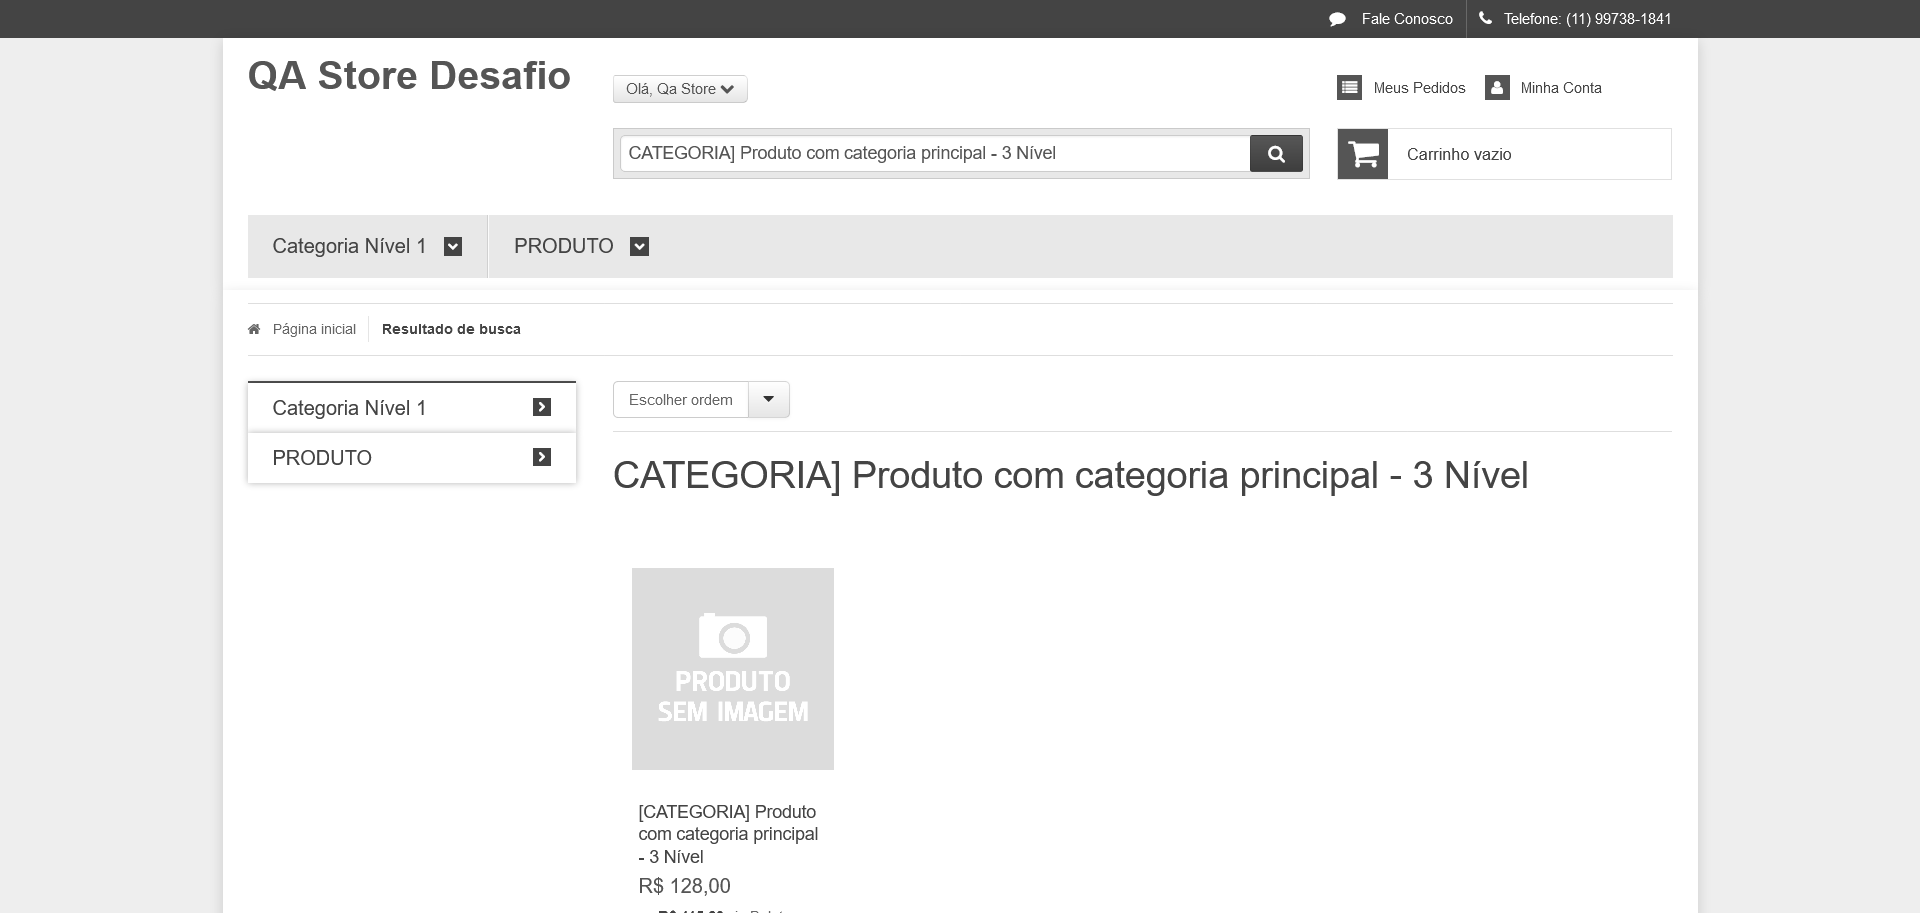 Fale Conosco
Telefone: (11) 99738-1841
QA Store Desafio
Olá, Qa Store
Meus Pedidos
Minha Conta
CATEGORIA] Produto com categoria principal - 3 Nível
Carrinho vazio
Categoria Nível 1
PRODUTO
Página inicial
Resultado de busca
Categoria Nível 1
PRODUTO
Escolher ordem
CATEGORIA] Produto com categoria principal - 3 Nível
PRODUTO
SEM IMAGEM
[CATEGORIA] Produto
com categoria principal
- 3 Nível
R$ 128,00